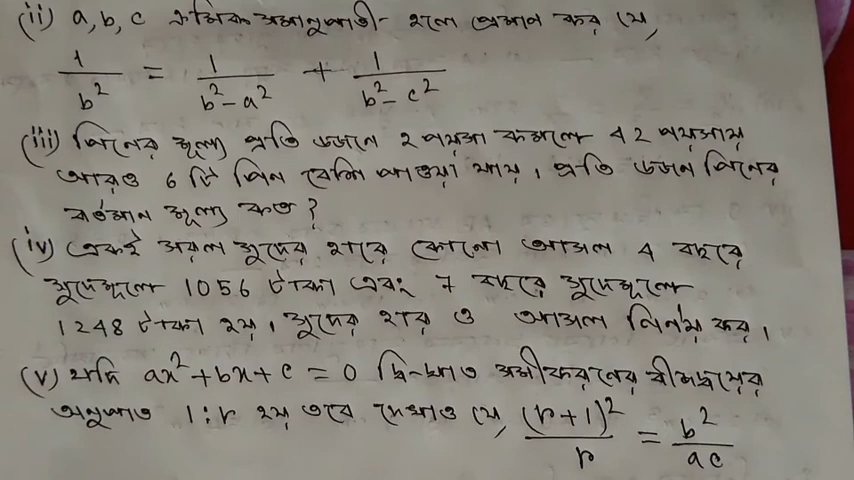 (ii) a, b, c ক্রমিক সমানুপাতী- হলে প্রমান কর যে,
1/b² = 1/b²-a² + 1/b²-c²
(iii) পিনের মূল্য প্রতি ডজনে 2 পয়সা কমলে 42 পয়সায়
আরও 6 টি পিন বেশি পাওয়া যায়। প্রতি ডজন পিনের
বর্তমান মূল্য কত?
(iv) একই সরল সুদের হারে কোনো আসল 4 বছরে
সুদেমূলে 1056 টাকা এবং 7 বছরে সুদেমূলে
1248 টাকা হয়। সুদের হার ও আসল নির্ণয় কর।
(v) যদি ax²+bx+c = 0 দ্বি-ঘাত সমীকরনের বীজদ্বয়ের
অনুপাত 1:r হয় তবে দেখাও যে, (r+1)²/r = b²/ac